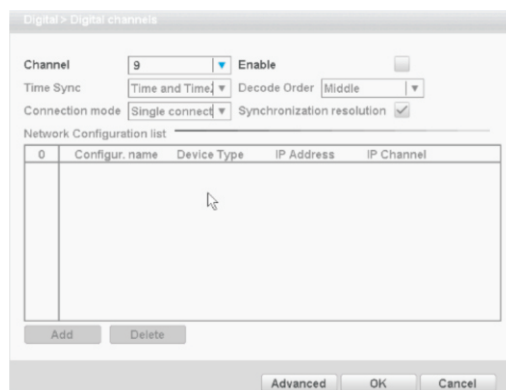 Digital > Digital channels
Channel 9 Enable
Time Sync Time and Time Decode Order Middle
Connection mode Single connect Synchronization resolution
Network Configuration list
0 Configur. name Device Type IP Address IP Channel
Add Delete
Advanced OK Cancel